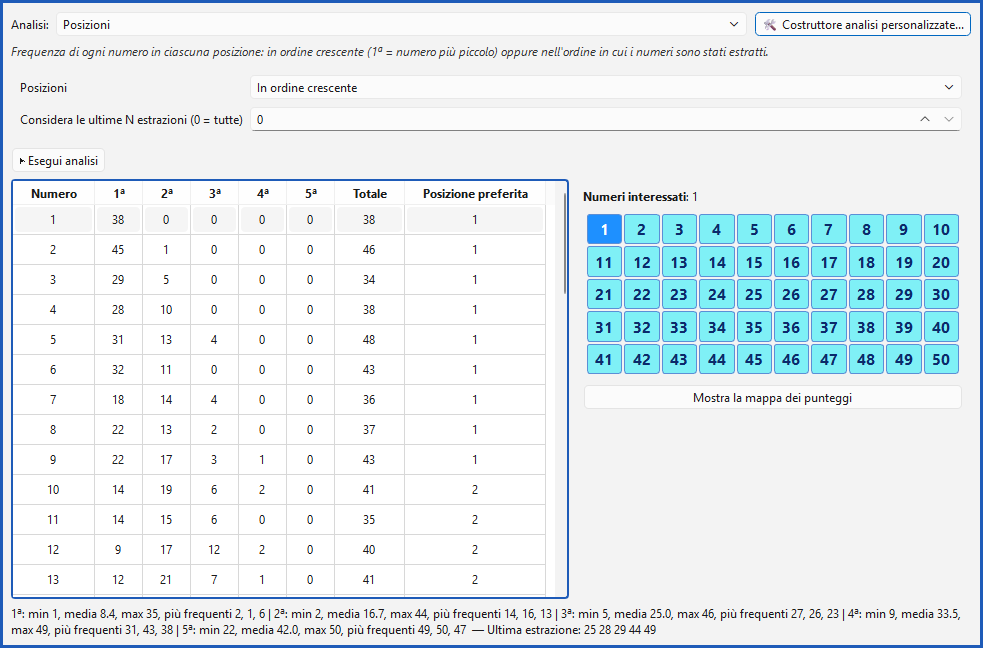 Analisi: Posizioni Costruttore analisi personalizzate...
Frequenza di ogni numero in ciascuna posizione: in ordine crescente (1ª = numero più piccolo) oppure nell'ordine in cui i numeri sono stati estratti.
Posizioni In ordine crescente
Considera le ultime N estrazioni (0 = tutte) 0
Esegui analisi
Numero 1ª 2ª 3ª 4ª 5ª Totale Posizione preferita
1 38 0 0 0 0 38 1
2 45 1 0 0 0 46 1
3 29 5 0 0 0 34 1
4 28 10 0 0 0 38 1
5 31 13 4 0 0 48 1
6 32 11 0 0 0 43 1
7 18 14 4 0 0 36 1
8 22 13 2 0 0 37 1
9 22 17 3 1 0 43 1
10 14 19 6 2 0 41 2
11 14 15 6 0 0 35 2
12 9 17 12 2 0 40 2
13 12 21 7 1 0 41 2
Numeri interessati: 1
1 2 3 4 5 6 7 8 9 10
11 12 13 14 15 16 17 18 19 20
21 22 23 24 25 26 27 28 29 30
31 32 33 34 35 36 37 38 39 40
41 42 43 44 45 46 47 48 49 50
Mostra la mappa dei punteggi
1ª: min 1, media 8.4, max 35, più frequenti 2, 1, 6 | 2ª: min 2, media 16.7, max 44, più frequenti 14, 16, 13 | 3ª: min 5, media 25.0, max 46, più frequenti 27, 26, 23 | 4ª: min 9, media 33.5,
max 49, più frequenti 31, 43, 38 | 5ª: min 22, media 42.0, max 50, più frequenti 49, 50, 47 — Ultima estrazione: 25 28 29 44 49